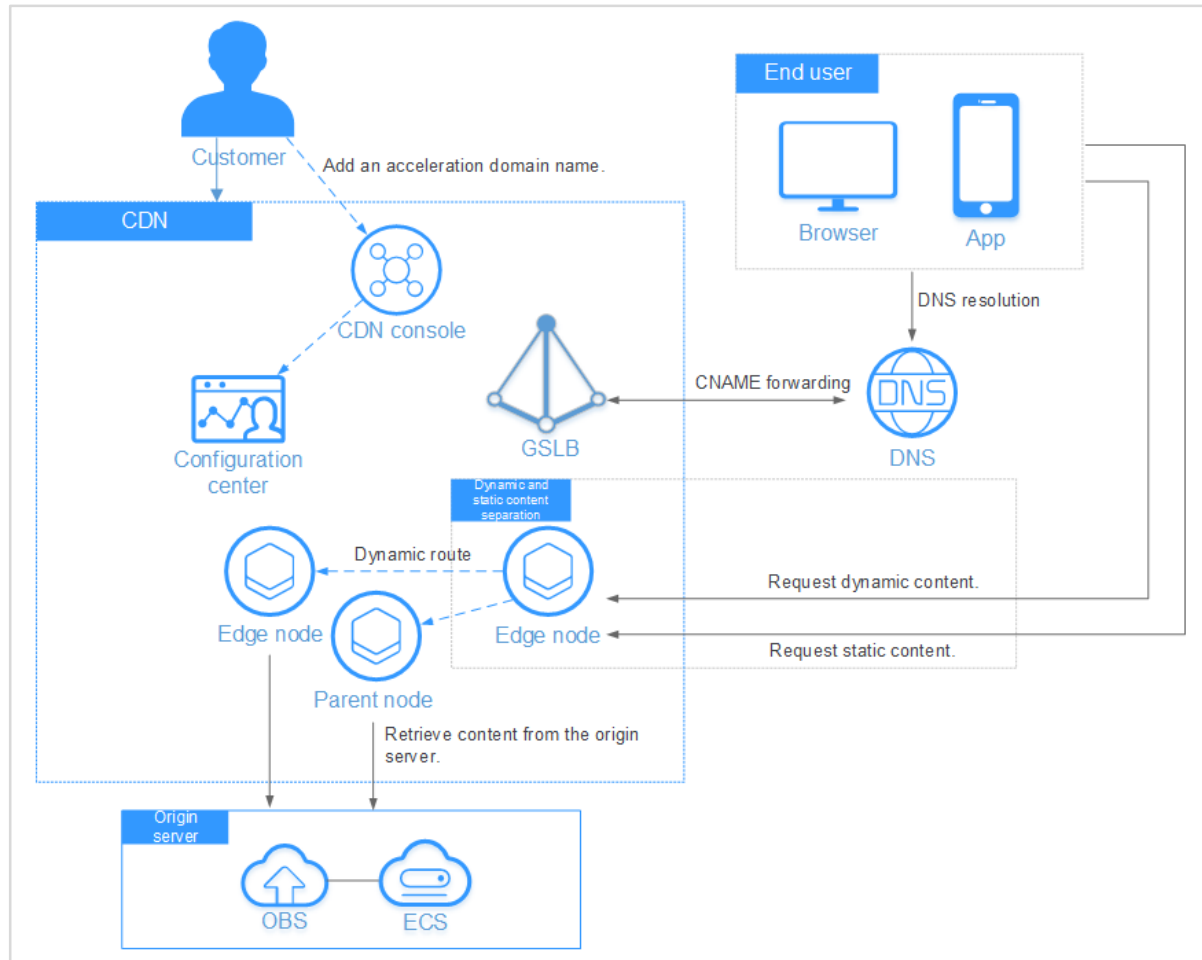 End user
Customer
Add an acceleration domain name.
CDN
Browser
App
CDN console
DNS resolution
CNAME forwarding
DNS
GSLB
DNS
Configuration
center
Dynamic and
static content
separation
Dynamic route
Request dynamic content.
Edge node
Edge node
Request static content.
Parent node
Retrieve content from the origin
server.
Origin
server
OBS
ECS